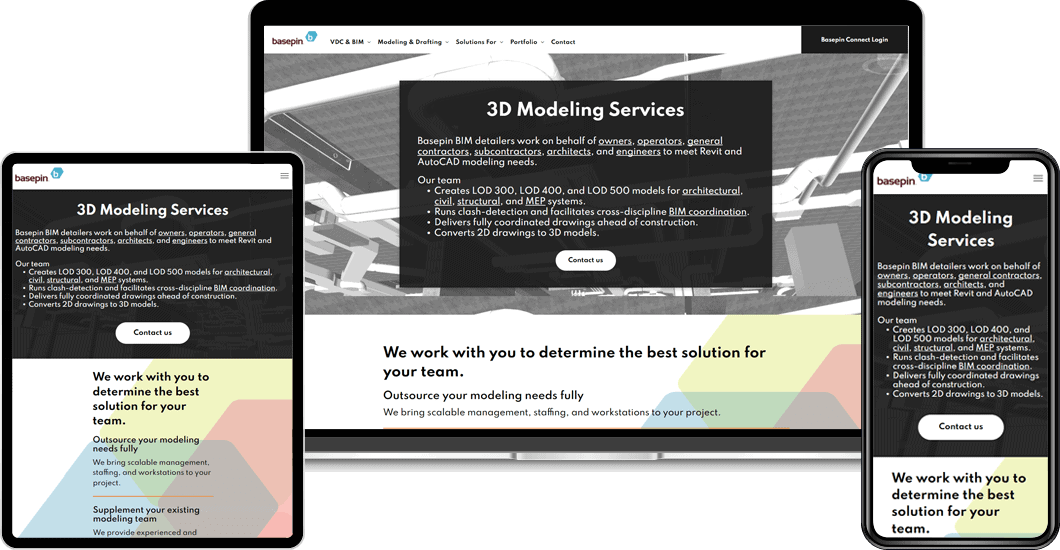 basepin b
VDC & BIM
Modeling & Drafting
Solutions For
Portfolio
Contact
Basepin Connect Login
3D Modeling Services
Basepin BIM detailers work on behalf of owners, operators, general
contractors, subcontractors, architects, and engineers to meet Revit and
AutoCAD modeling needs.
Our team
• Creates LOD 300, LOD 400, and LOD 500 models for architectural,
civil, structural, and MEP systems.
• Runs clash-detection and facilitates cross-discipline BIM coordination.
• Delivers fully coordinated drawings ahead of construction.
• Converts 2D drawings to 3D models.
Contact us
We work with you to determine the best solution for
your team.
Outsource your modeling needs fully
We bring scalable management, staffing, and workstations to your project.
basepin b
3D Modeling Services
Basepin BIM detailers work on behalf of owners, operators, general
contractors, subcontractors, architects, and engineers to meet Revit and
AutoCAD modeling needs.
Our team
• Creates LOD 300, LOD 400, and LOD 500 models for architectural,
civil, structural, and MEP systems.
• Runs clash-detection and facilitates cross-discipline BIM coordination.
• Delivers fully coordinated drawings ahead of construction.
• Converts 2D drawings to 3D models.
Contact us
We work with you to
determine the best
solution for your
team.
Outsource your modeling
needs fully
We bring scalable management,
staffing, and workstations to your
project.
Supplement your existing
modeling team
We provide experienced and
basepin b
3D Modeling
Services
Basepin BIM detailers work on behalf of
owners, operators, general contractors,
subcontractors, architects, and
engineers to meet Revit and AutoCAD
modeling needs.
Our team
• Creates LOD 300, LOD 400, and
LOD 500 models for architectural,
civil, structural, and MEP systems.
• Runs clash-detection and facilitates
cross-discipline BIM coordination.
• Delivers fully coordinated drawings
ahead of construction.
• Converts 2D drawings to 3D models.
Contact us
We work with you to
determine the best
solution for your
team.